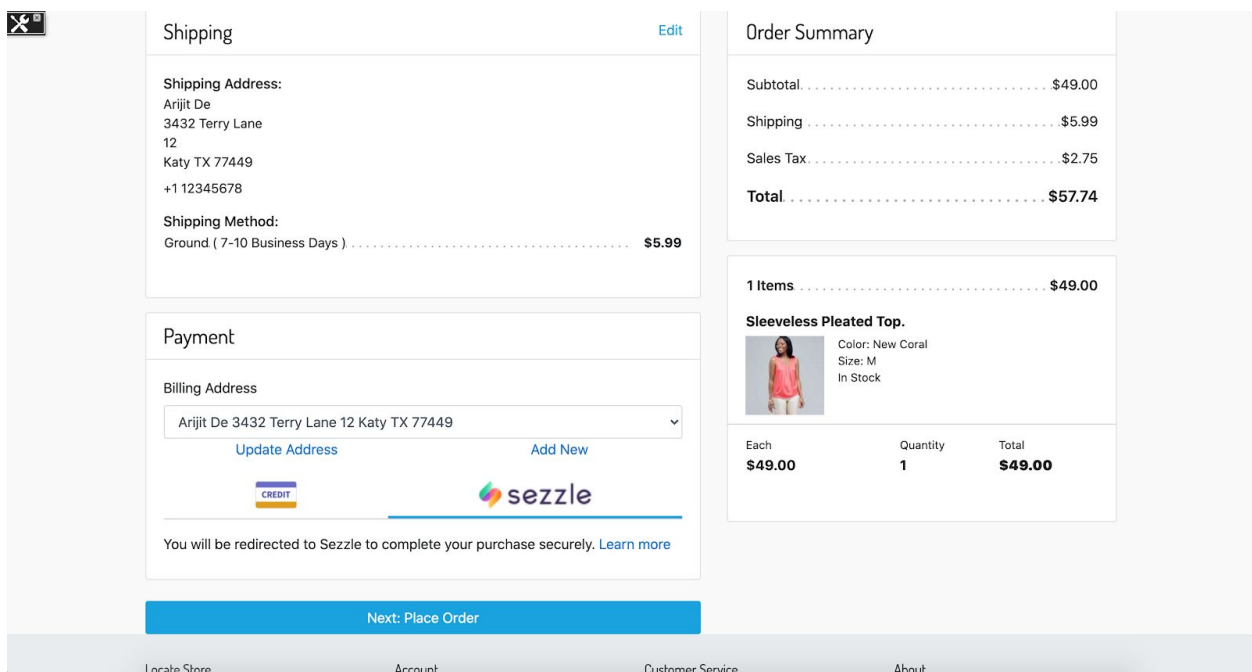 Shipping
Edit
Shipping Address:
Arijit De
3432 Terry Lane
12
Katy TX 77449
+1 12345678
Shipping Method:
Ground ( 7-10 Business Days ) $5.99
Payment
Billing Address
Arijit De 3432 Terry Lane 12 Katy TX 77449
Update Address
Add New
CREDIT
sezzle
You will be redirected to Sezzle to complete your purchase securely. Learn more
Next: Place Order
Order Summary
Subtotal $49.00
Shipping $5.99
Sales Tax $2.75
Total $57.74
1 Items $49.00
Sleeveless Pleated Top.
Color: New Coral
Size: M
In Stock
Each Quantity Total
$49.00 1 $49.00
Locate Store
Account
Customer Service
About